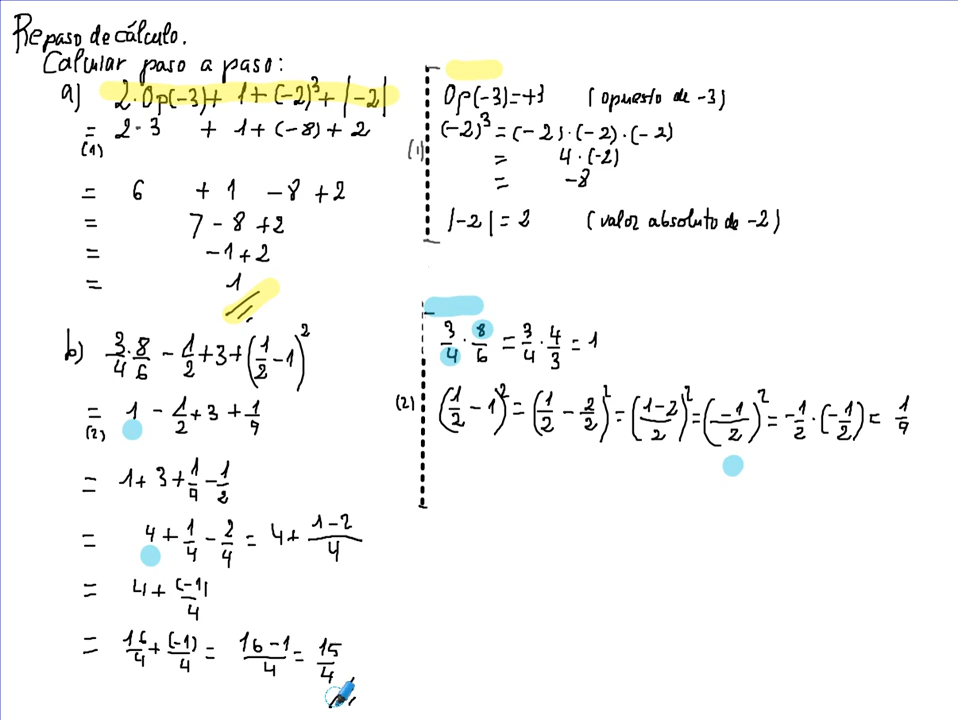 Repaso de cálculo.
Calcular paso a paso:
a) 2·Op(-3)+ 1+(-2)³+ |-2|
= 2·3 + 1+(-8)+ 2
(1)
= 6 + 1 -8 +2
= 7 - 8 +2
= -1+2
= 1
Op(-3)=+3 (opuesto de -3)
(-2)³ = (-2)·(-2)·(-2)
(1)
= 4·(-2)
= -8
|-2| = 2 (valor absoluto de -2)
b) 3/4 · 8/6 - 1/2 +3+(1/2 -1)²
= 1 - 1/2 +3 +1/4
(2)
= 1+3+1/4 -1/2
= 4+1/4 -2/4 = 4+ (1-2)/4
= 4+ (-1)/4
= 16/4 + (-1)/4 = (16-1)/4 = 15/4
3/4 · 8/6 = 3/4 · 4/3 = 1
(2) (1/2 -1)² = (1/2 - 2/2)² = ((1-2)/2)² = (-1/2)² = -1/2 · (-1/2) = 1/4